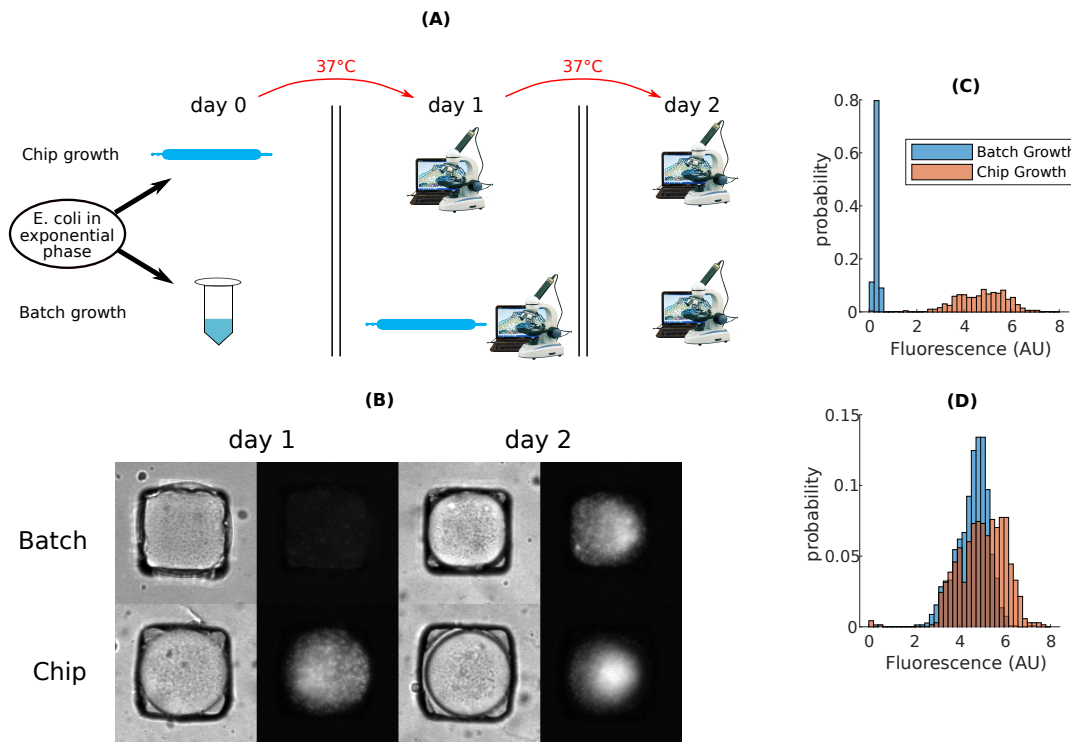 (A)
37°C
37°C
day 0
day 1
day 2
Chip growth
E. coli in
exponential
phase
Batch growth
(B)
day 1
day 2
Batch
Chip
(C)
0.8
0.6
0.4
0.2
0
probability
Batch Growth
Chip Growth
0 2 4 6 8
Fluorescence (AU)
(D)
0.15
0.1
0.05
0
probability
0 2 4 6 8
Fluorescence (AU)